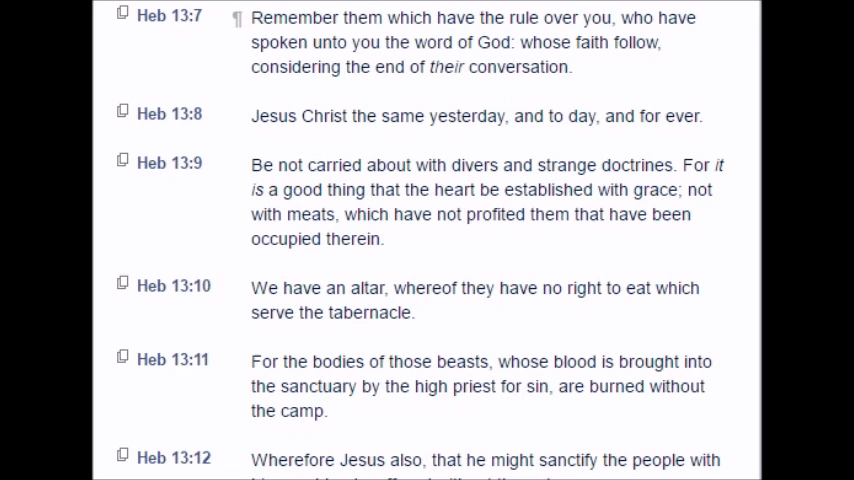 Heb 13:7 ¶ Remember them which have the rule over you, who have
spoken unto you the word of God: whose faith follow,
considering the end of their conversation.
Heb 13:8 Jesus Christ the same yesterday, and to day, and for ever.
Heb 13:9 Be not carried about with divers and strange doctrines. For it
is a good thing that the heart be established with grace; not
with meats, which have not profited them that have been
occupied therein.
Heb 13:10 We have an altar, whereof they have no right to eat which
serve the tabernacle.
Heb 13:11 For the bodies of those beasts, whose blood is brought into
the sanctuary by the high priest for sin, are burned without
the camp.
Heb 13:12 Wherefore Jesus also, that he might sanctify the people with